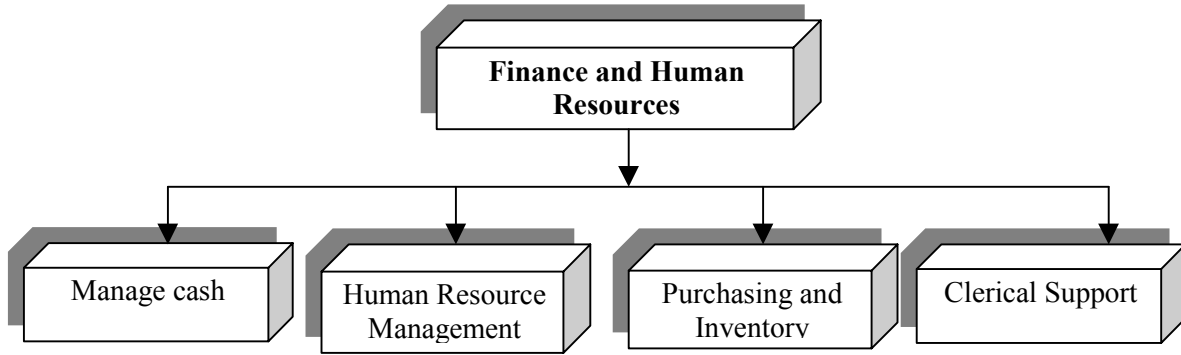 Finance and Human
Resources
Manage cash
Human Resource
Management
Purchasing and
Inventory
Clerical Support